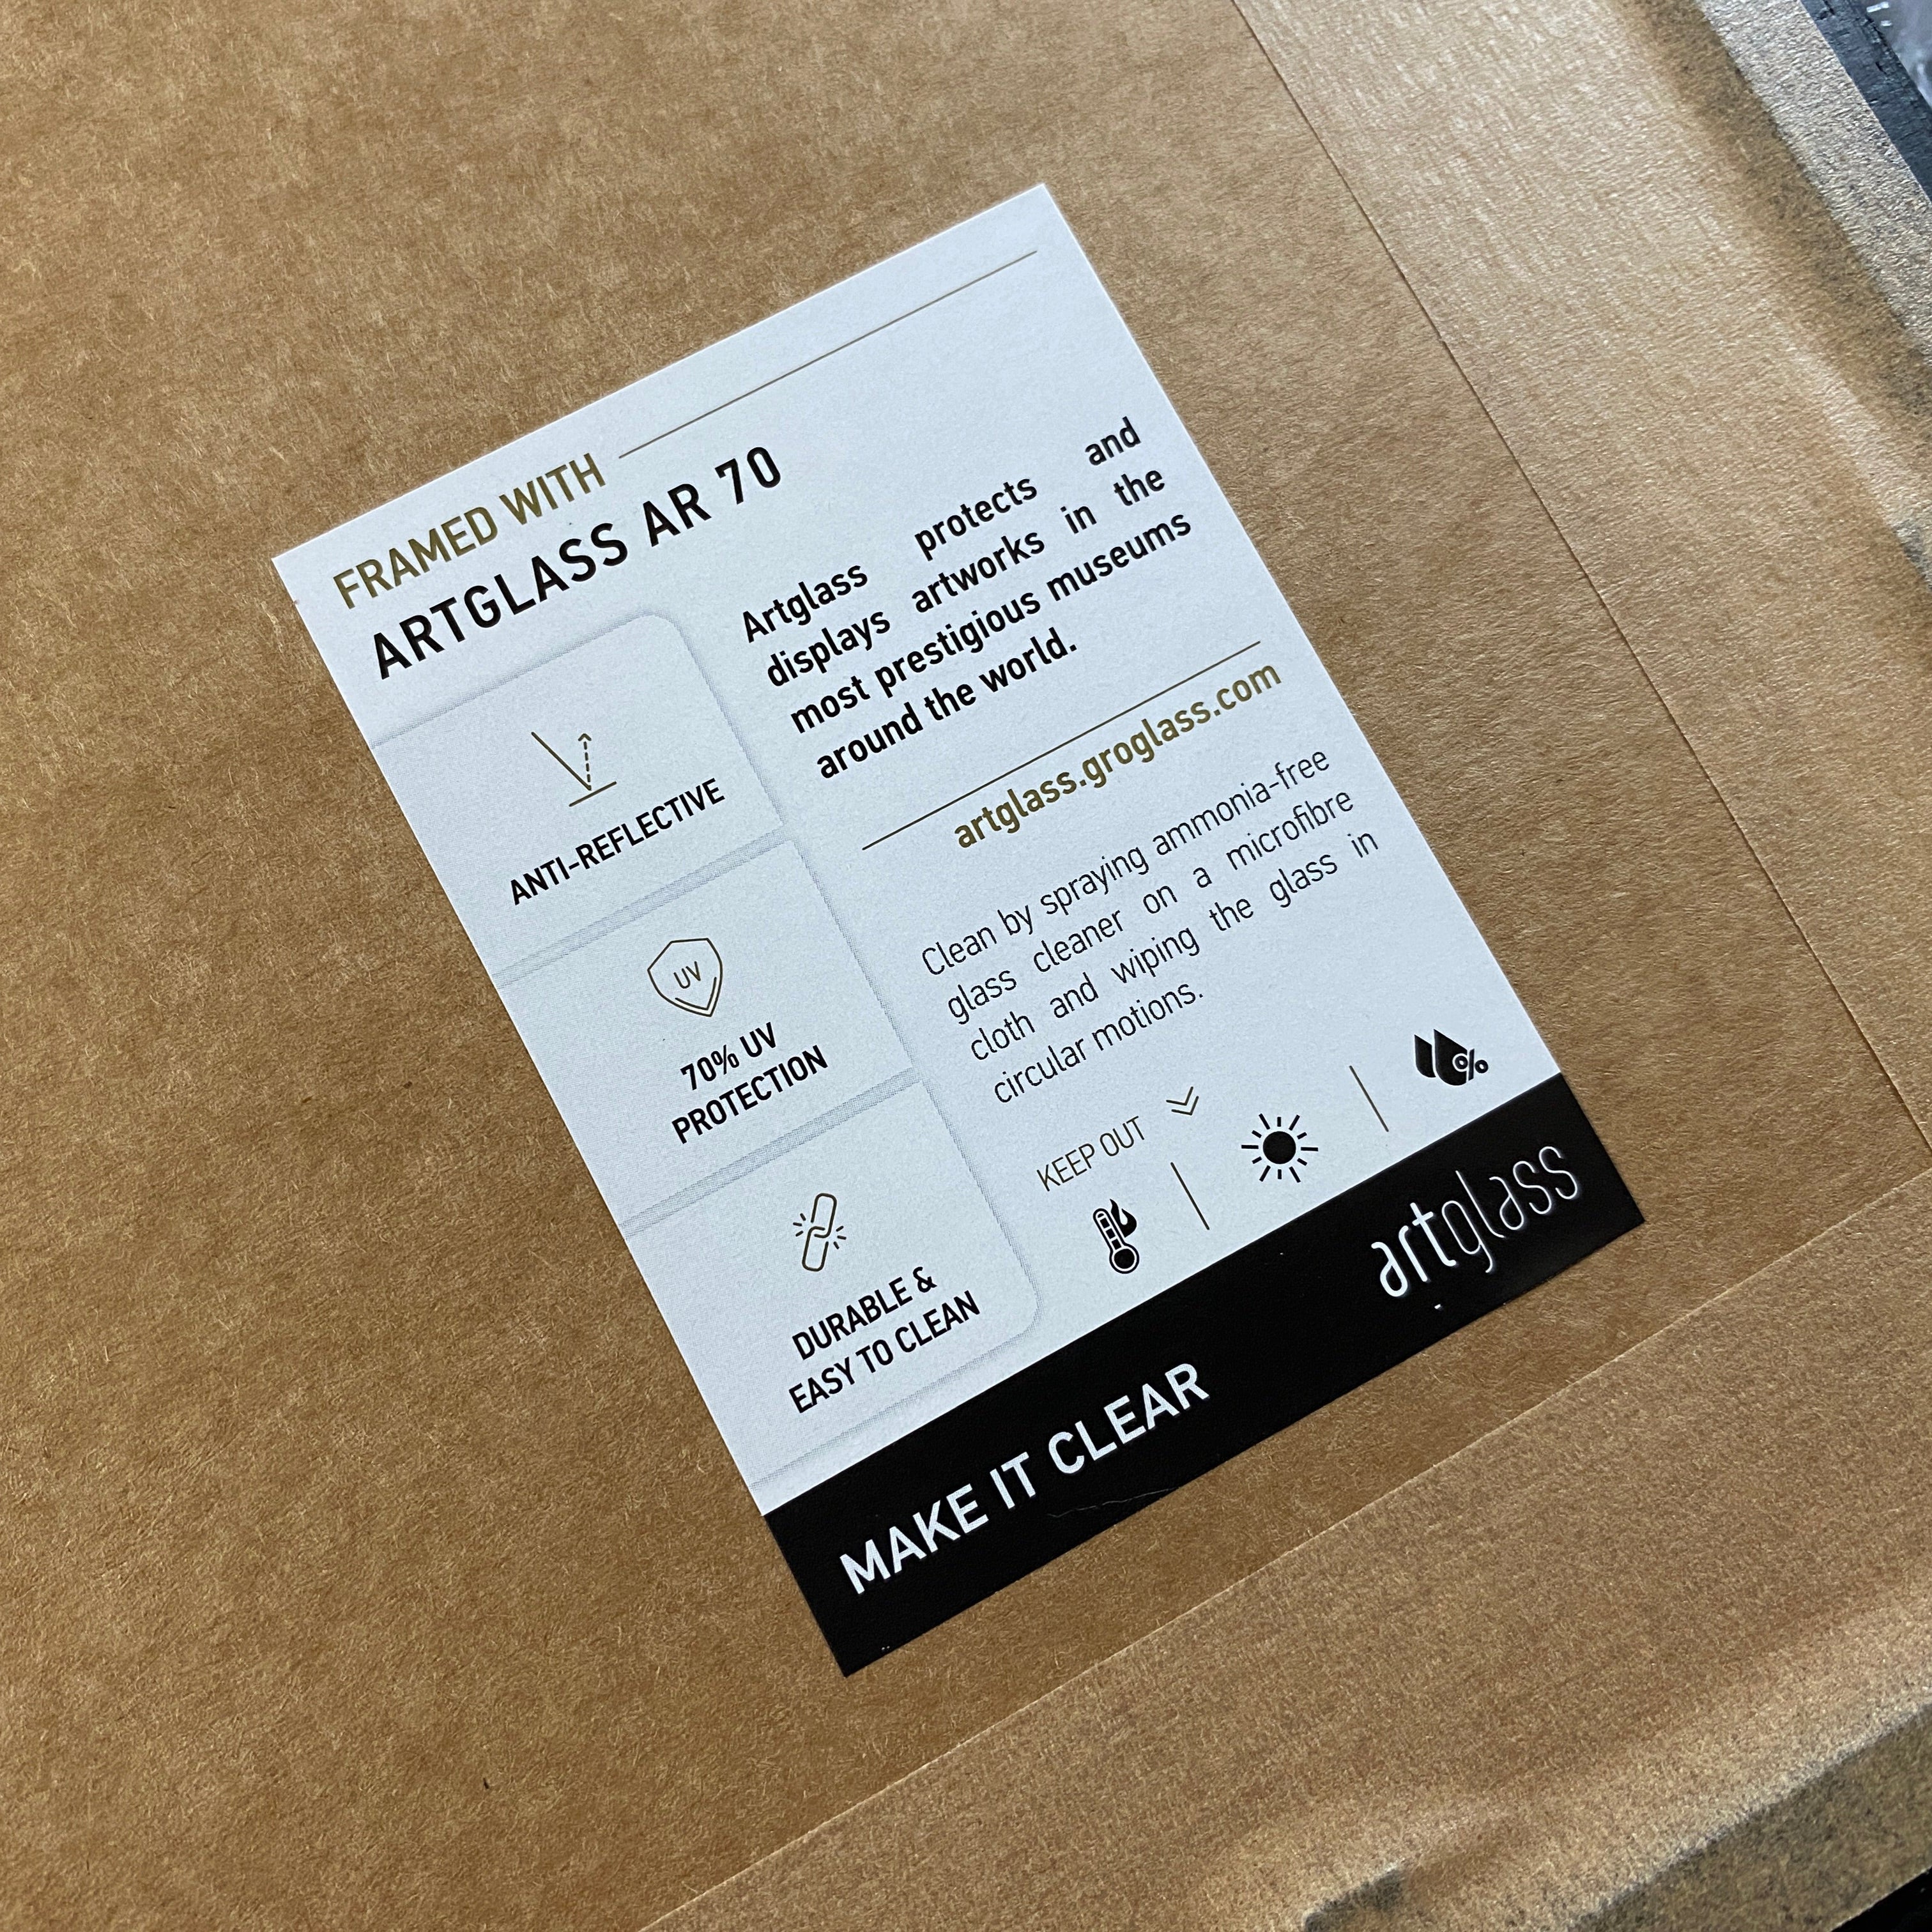 FRAMED WITH
ARTGLASS AR 70
ANTI-REFLECTIVE
UV
70% UV
PROTECTION
DURABLE &
EASY TO CLEAN
Artglass protects and
displays artworks in the
most prestigious museums
around the world.
artglass.groglass.com
Clean by spraying ammonia-free
glass cleaner on a microfibre
cloth and wiping the glass in
circular motions.
KEEP OUT
%
MAKE IT CLEAR
artglass